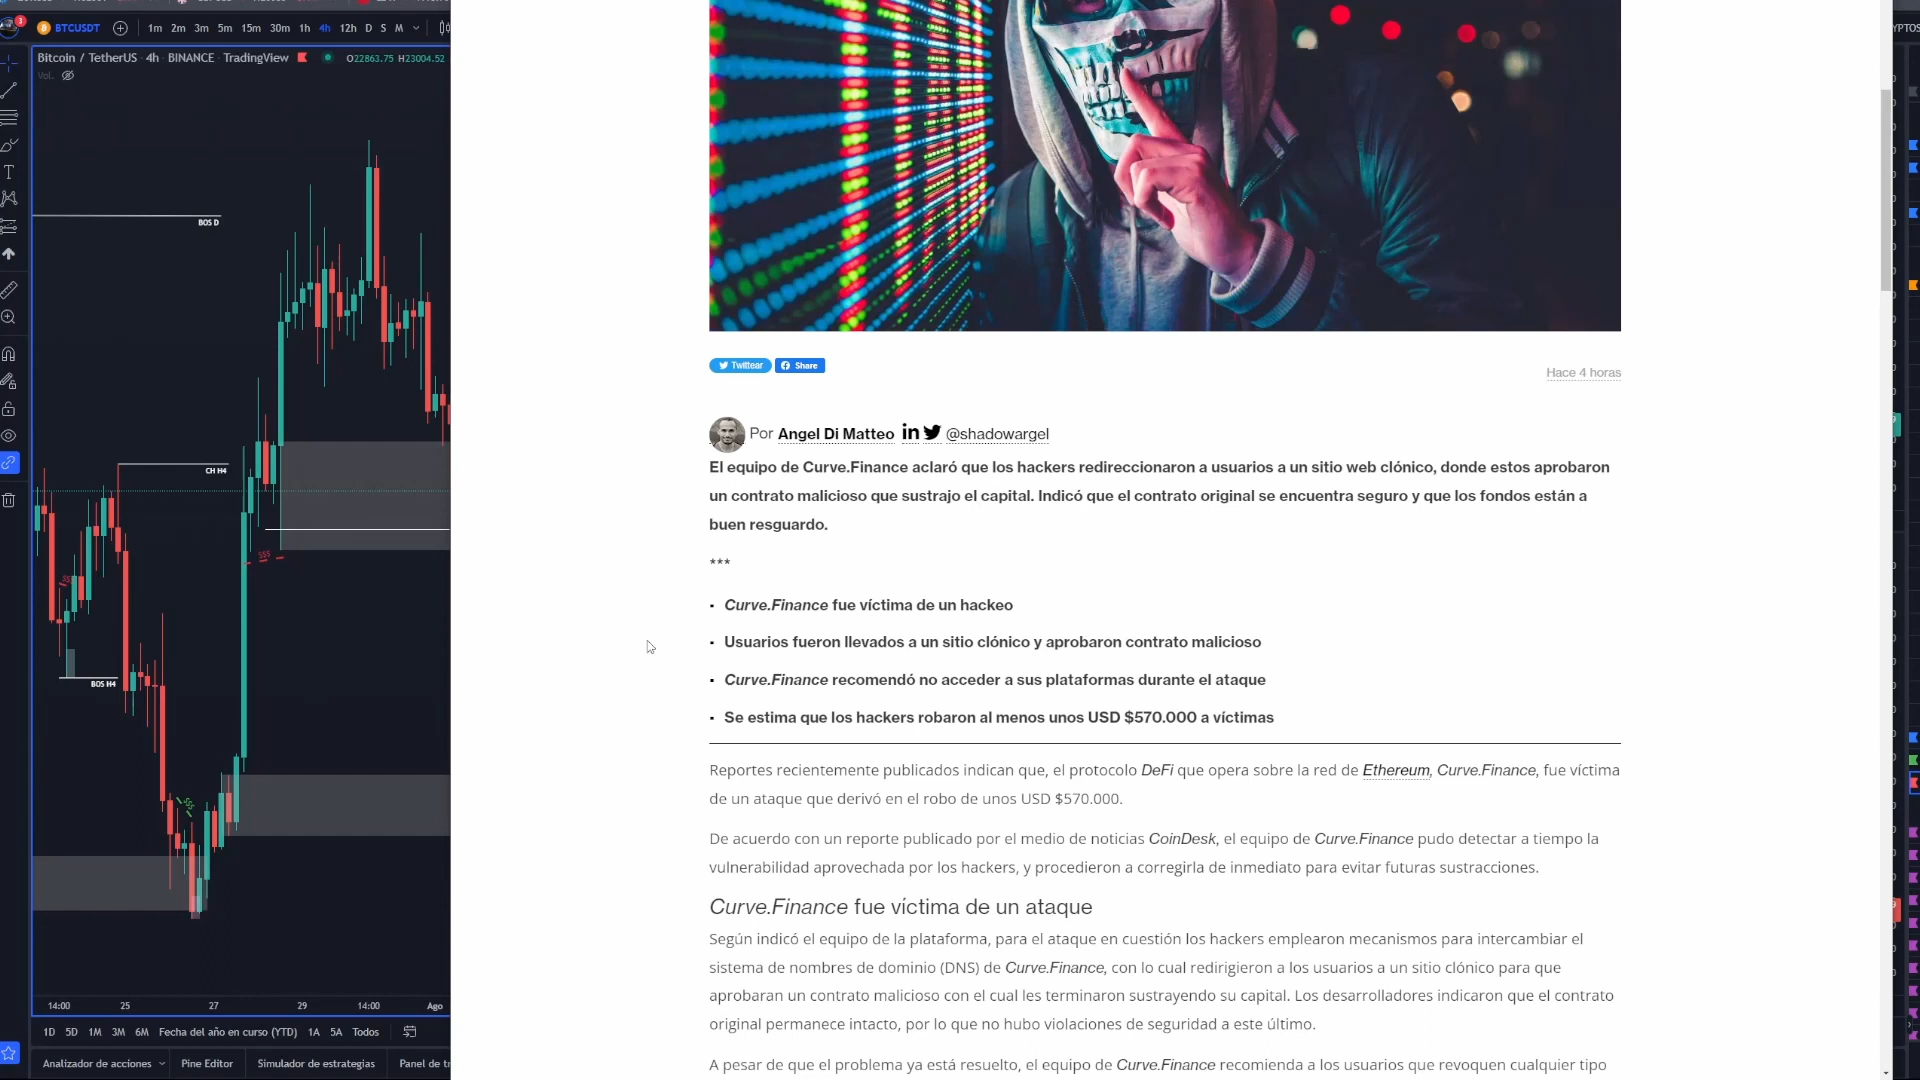 BTCUSDT
1m 2m 3m 5m 15m 30m 1h 4h 12h D S M
Bitcoin / TetherUS · 4h · BINANCE · TradingView
O22863.75 H23004.52
Vol.
BOS D
CH H4
$$$
$$$
BOS H4
$$$
14:00 25 27 29 14:00 Ago
1D 5D 1M 3M 6M Fecha del año en curso (YTD) 1A 5A Todos
Analizador de acciones Pine Editor Simulador de estrategias
Twittear Share
Hace 4 horas
Por Angel Di Matteo in @shadowargel
El equipo de Curve.Finance aclaró que los hackers redireccionaron a usuarios a un sitio web clónico, donde estos aprobaron
un contrato malicioso que sustrajo el capital. Indicó que el contrato original se encuentra seguro y que los fondos están a
buen resguardo.
***
Curve.Finance fue víctima de un hackeo
Usuarios fueron llevados a un sitio clónico y aprobaron contrato malicioso
Curve.Finance recomendó no acceder a sus plataformas durante el ataque
Se estima que los hackers robaron al menos unos USD $570.000 a víctimas
Reportes recientemente publicados indican que, el protocolo DeFi que opera sobre la red de Ethereum, Curve.Finance, fue víctima
de un ataque que derivó en el robo de unos USD $570.000.
De acuerdo con un reporte publicado por el medio de noticias CoinDesk, el equipo de Curve.Finance pudo detectar a tiempo la
vulnerabilidad aprovechada por los hackers, y procedieron a corregirla de inmediato para evitar futuras sustracciones.
Curve.Finance fue víctima de un ataque
Según indicó el equipo de la plataforma, para el ataque en cuestión los hackers emplearon mecanismos para intercambiar el
sistema de nombres de dominio (DNS) de Curve.Finance, con lo cual redirigieron a los usuarios a un sitio clónico para que
aprobaran un contrato malicioso con el cual les terminaron sustrayendo su capital. Los desarrolladores indicaron que el contrato
original permanece intacto, por lo que no hubo violaciones de seguridad a este último.
A pesar de que el problema ya está resuelto, el equipo de Curve.Finance recomienda a los usuarios que revoquen cualquier tipo